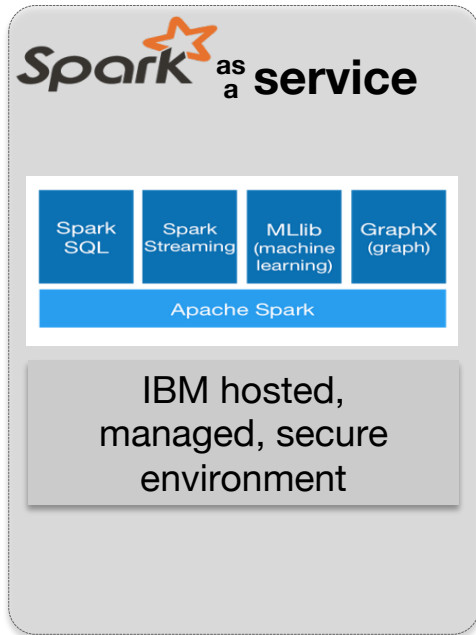 Spark as a service
Spark SQL
Spark Streaming
MLlib (machine learning)
GraphX (graph)
Apache Spark
IBM hosted,
managed, secure
environment